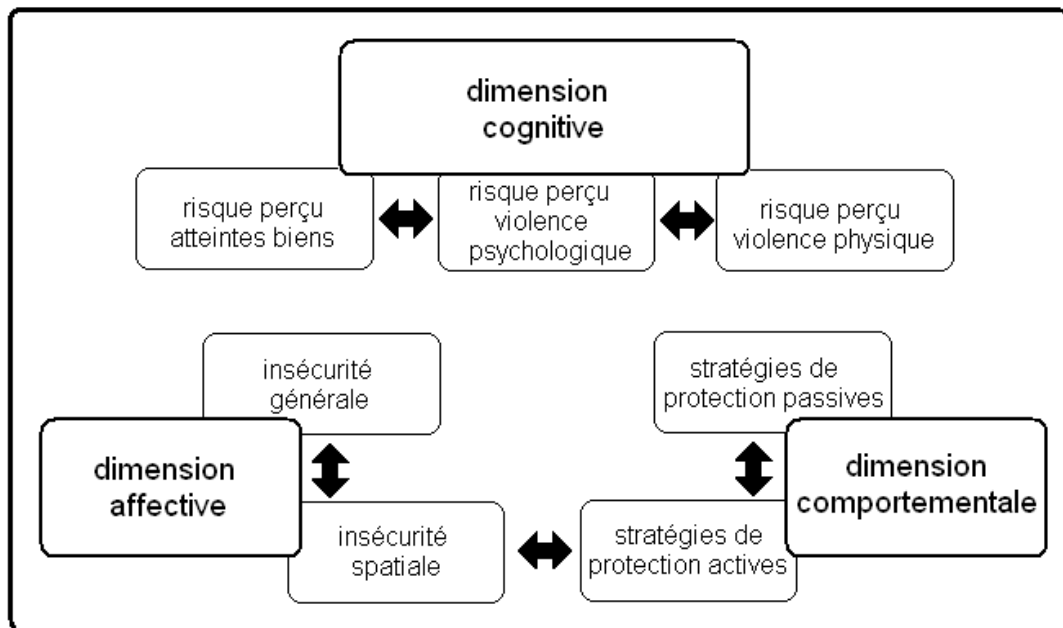 dimension
cognitive
risque perçu
atteintes biens
risque perçu
violence
psychologique
risque perçu
violence physique
insécurité
générale
stratégies de
protection passives
dimension
affective
dimension
comportementale
insécurité
spatiale
stratégies de
protection actives